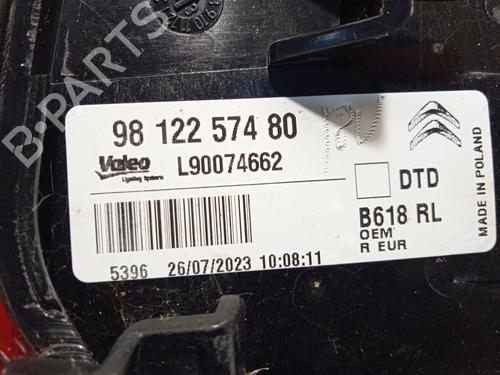 98 122 574 80
Valeo
Lighting Systems
L90074662
DTD
B618 RL
OEM
R EUR
MADE IN POLAND
5396 26/07/2023 10:08:11
B-PARTS